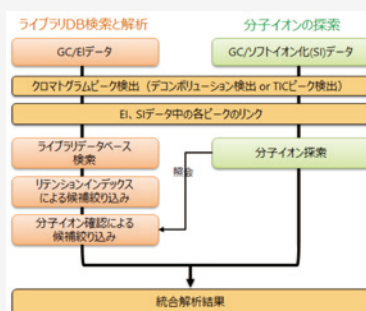 ライブラリDB検索と解析
分子イオンの探索
GC/EIデータ
GC/ソフトイオン化(SI)データ
クロマトグラムピーク検出（デコンボリューション検出 or TICピーク検出）
EI、SIデータ中の各ピークのリンク
ライブラリデータベース
検索
分子イオン探索
照会
リテンションインデックス
による候補絞り込み
分子イオン確認による
候補絞り込み
統合解析結果